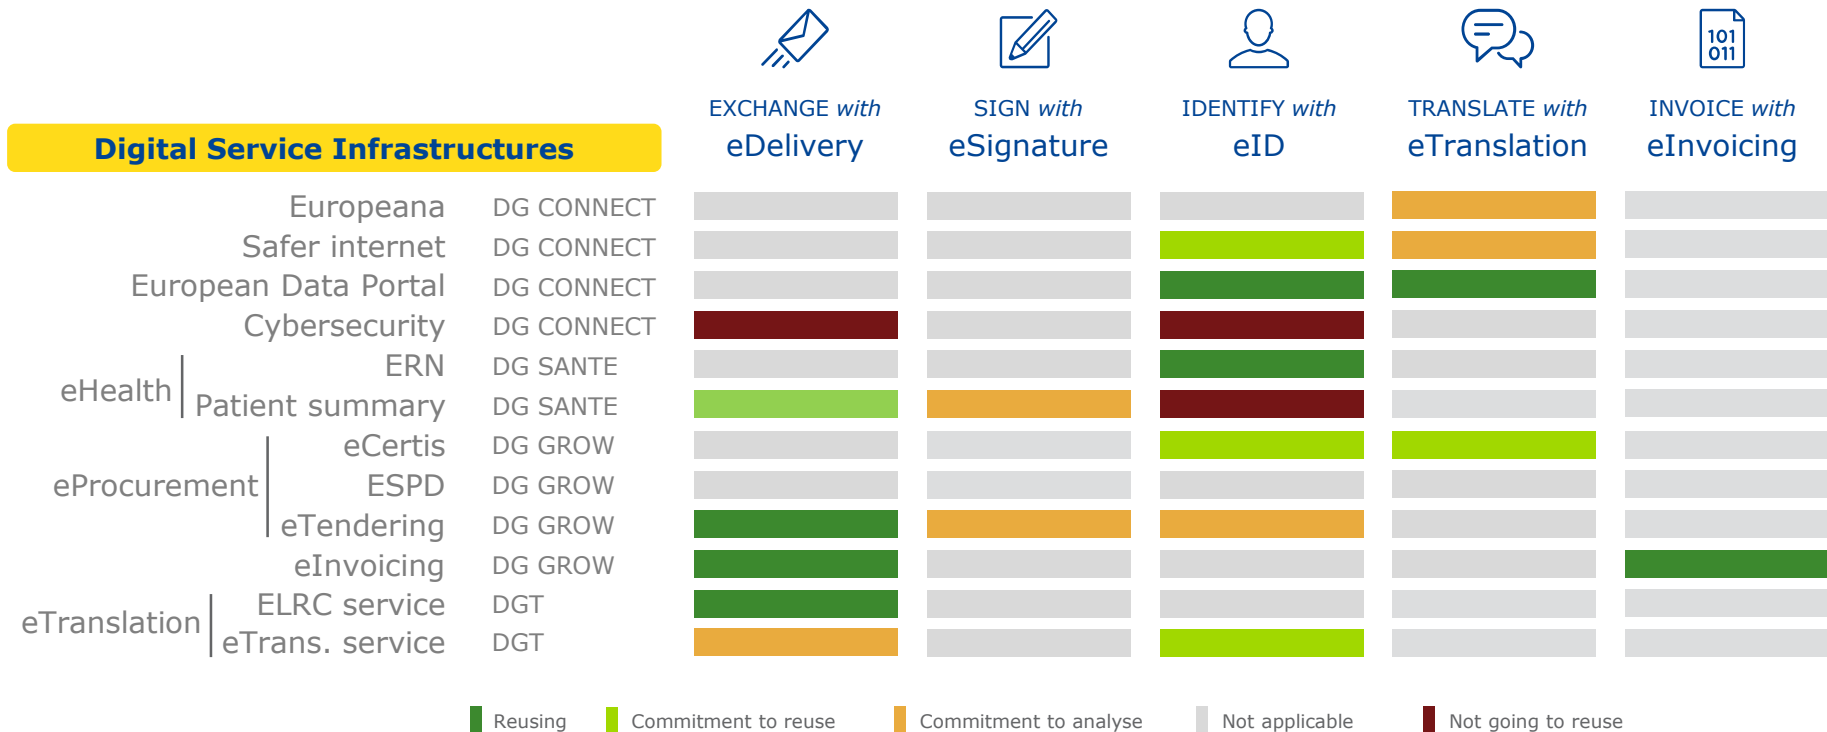 101
011
EXCHANGE with
eDelivery
SIGN with
eSignature
IDENTIFY with
eID
TRANSLATE with
eTranslation
INVOICE with
eInvoicing
Digital Service Infrastructures
Europeana DG CONNECT
Safer internet DG CONNECT
European Data Portal DG CONNECT
Cybersecurity DG CONNECT
eHealth
ERN DG SANTE
Patient summary DG SANTE
eProcurement
eCertis DG GROW
ESPD DG GROW
eTendering DG GROW
eInvoicing DG GROW
eTranslation
ELRC service DGT
eTrans. service DGT
Reusing Commitment to reuse Commitment to analyse Not applicable Not going to reuse